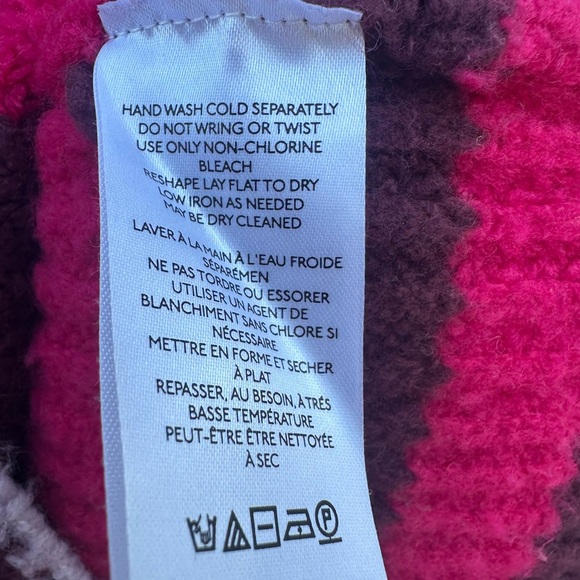 HAND WASH COLD SEPARATELY
DO NOT WRING OR TWIST
USE ONLY NON-CHLORINE
BLEACH
RESHAPE LAY FLAT TO DRY
LOW IRON AS NEEDED
MAY BE DRY CLEANED
LAVER À LA MAIN À L'EAU FROIDE
SÉPARÉMEN
NE PAS TORDRE OU ESSORER
UTILISER UN AGENT DE
BLANCHIMENT SANS CHLORE SI
NÉCESSAIRE
METTRE EN FORME ET SECHER
À PLAT
REPASSER, AU BESOIN, À TRÉS
BASSE TEMPÉRATURE
PEUT-ÊTRE ÊTRE NETTOYÉE
À SEC
P